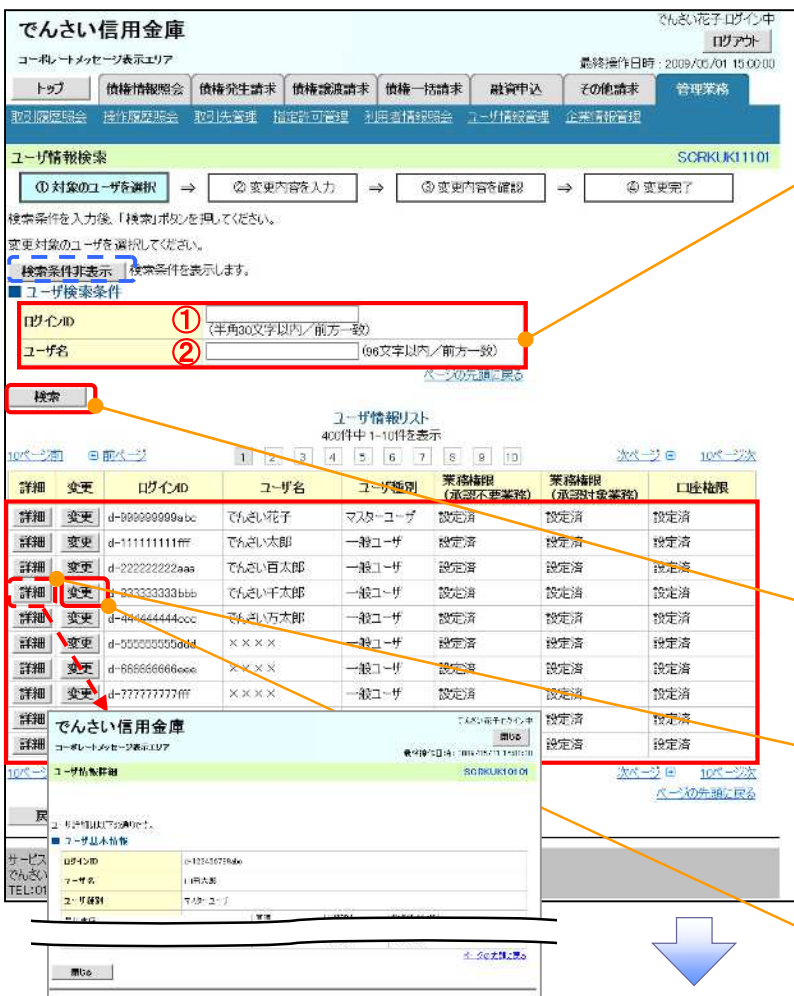 でんさい信用金庫
でんさい花子 ログイン中
ログアウト
コーポレートメッセージ表示エリア
最終操作日時:2009/05/01 15:00:00
トップ 債権情報照会 債権発生請求 債権譲渡請求 債権一括請求 融資申込 その他請求 管理業務
取引履歴照会 操作履歴照会 取引先管理 指定許可管理 利用者情報照会 ユーザ情報管理 企業情報管理
ユーザ情報検索 SCRKUK11101
①対象のユーザを選択 ⇒ ②変更内容を入力 ⇒ ③変更内容を確認 ⇒ ④変更完了
検索条件を入力後、「検索」ボタンを押してください。
変更対象のユーザを選択してください。
検索条件非表示 検索条件を表示します。
■ユーザ検索条件
ログインID ① (半角30文字以内/前方一致)
ユーザ名 ② (96文字以内/前方一致)
ページの先頭に戻る
検索
ユーザ情報リスト
400件中 1-10件を表示
10ページ前 前ページ 1 2 3 4 5 6 7 8 9 10 次ページ 10ページ次
詳細 変更 ログインID ユーザ名 ユーザ種別 業務権限(承認不要業務) 業務権限(承認対象業務) 口座権限
詳細 変更 d-999999999abc でんさい花子 マスターユーザ 設定済 設定済 設定済
詳細 変更 d-111111111fff でんさい太郎 一般ユーザ 設定済 設定済 設定済
詳細 変更 d-222222222aaa でんさい百太郎 一般ユーザ 設定済 設定済 設定済
詳細 変更 d-333333333bbb でんさい千太郎 一般ユーザ 設定済 設定済 設定済
詳細 変更 d-444444444ccc でんさい万太郎 一般ユーザ 設定済 設定済 設定済
詳細 変更 d-555555555ddd ×××× 一般ユーザ 設定済 設定済 設定済
詳細 変更 d-666666666eee ×××× 一般ユーザ 設定済 設定済 設定済
詳細 変更 d-777777777fff ×××× 一般ユーザ 設定済 設定済 設定済
詳細 設定済 設定済
詳細 設定済 設定済
次ページ 10ページ次
ページの先頭に戻る
でんさい信用金庫
閉じる
コーポレートメッセージ表示エリア
ユーザ情報詳細 SCRKUK10101
■ユーザ基本情報
ログインID
ユーザ名
ユーザ種別 マスターユーザ
ページの先頭に戻る
閉じる
サービス
でんさい
TEL:01